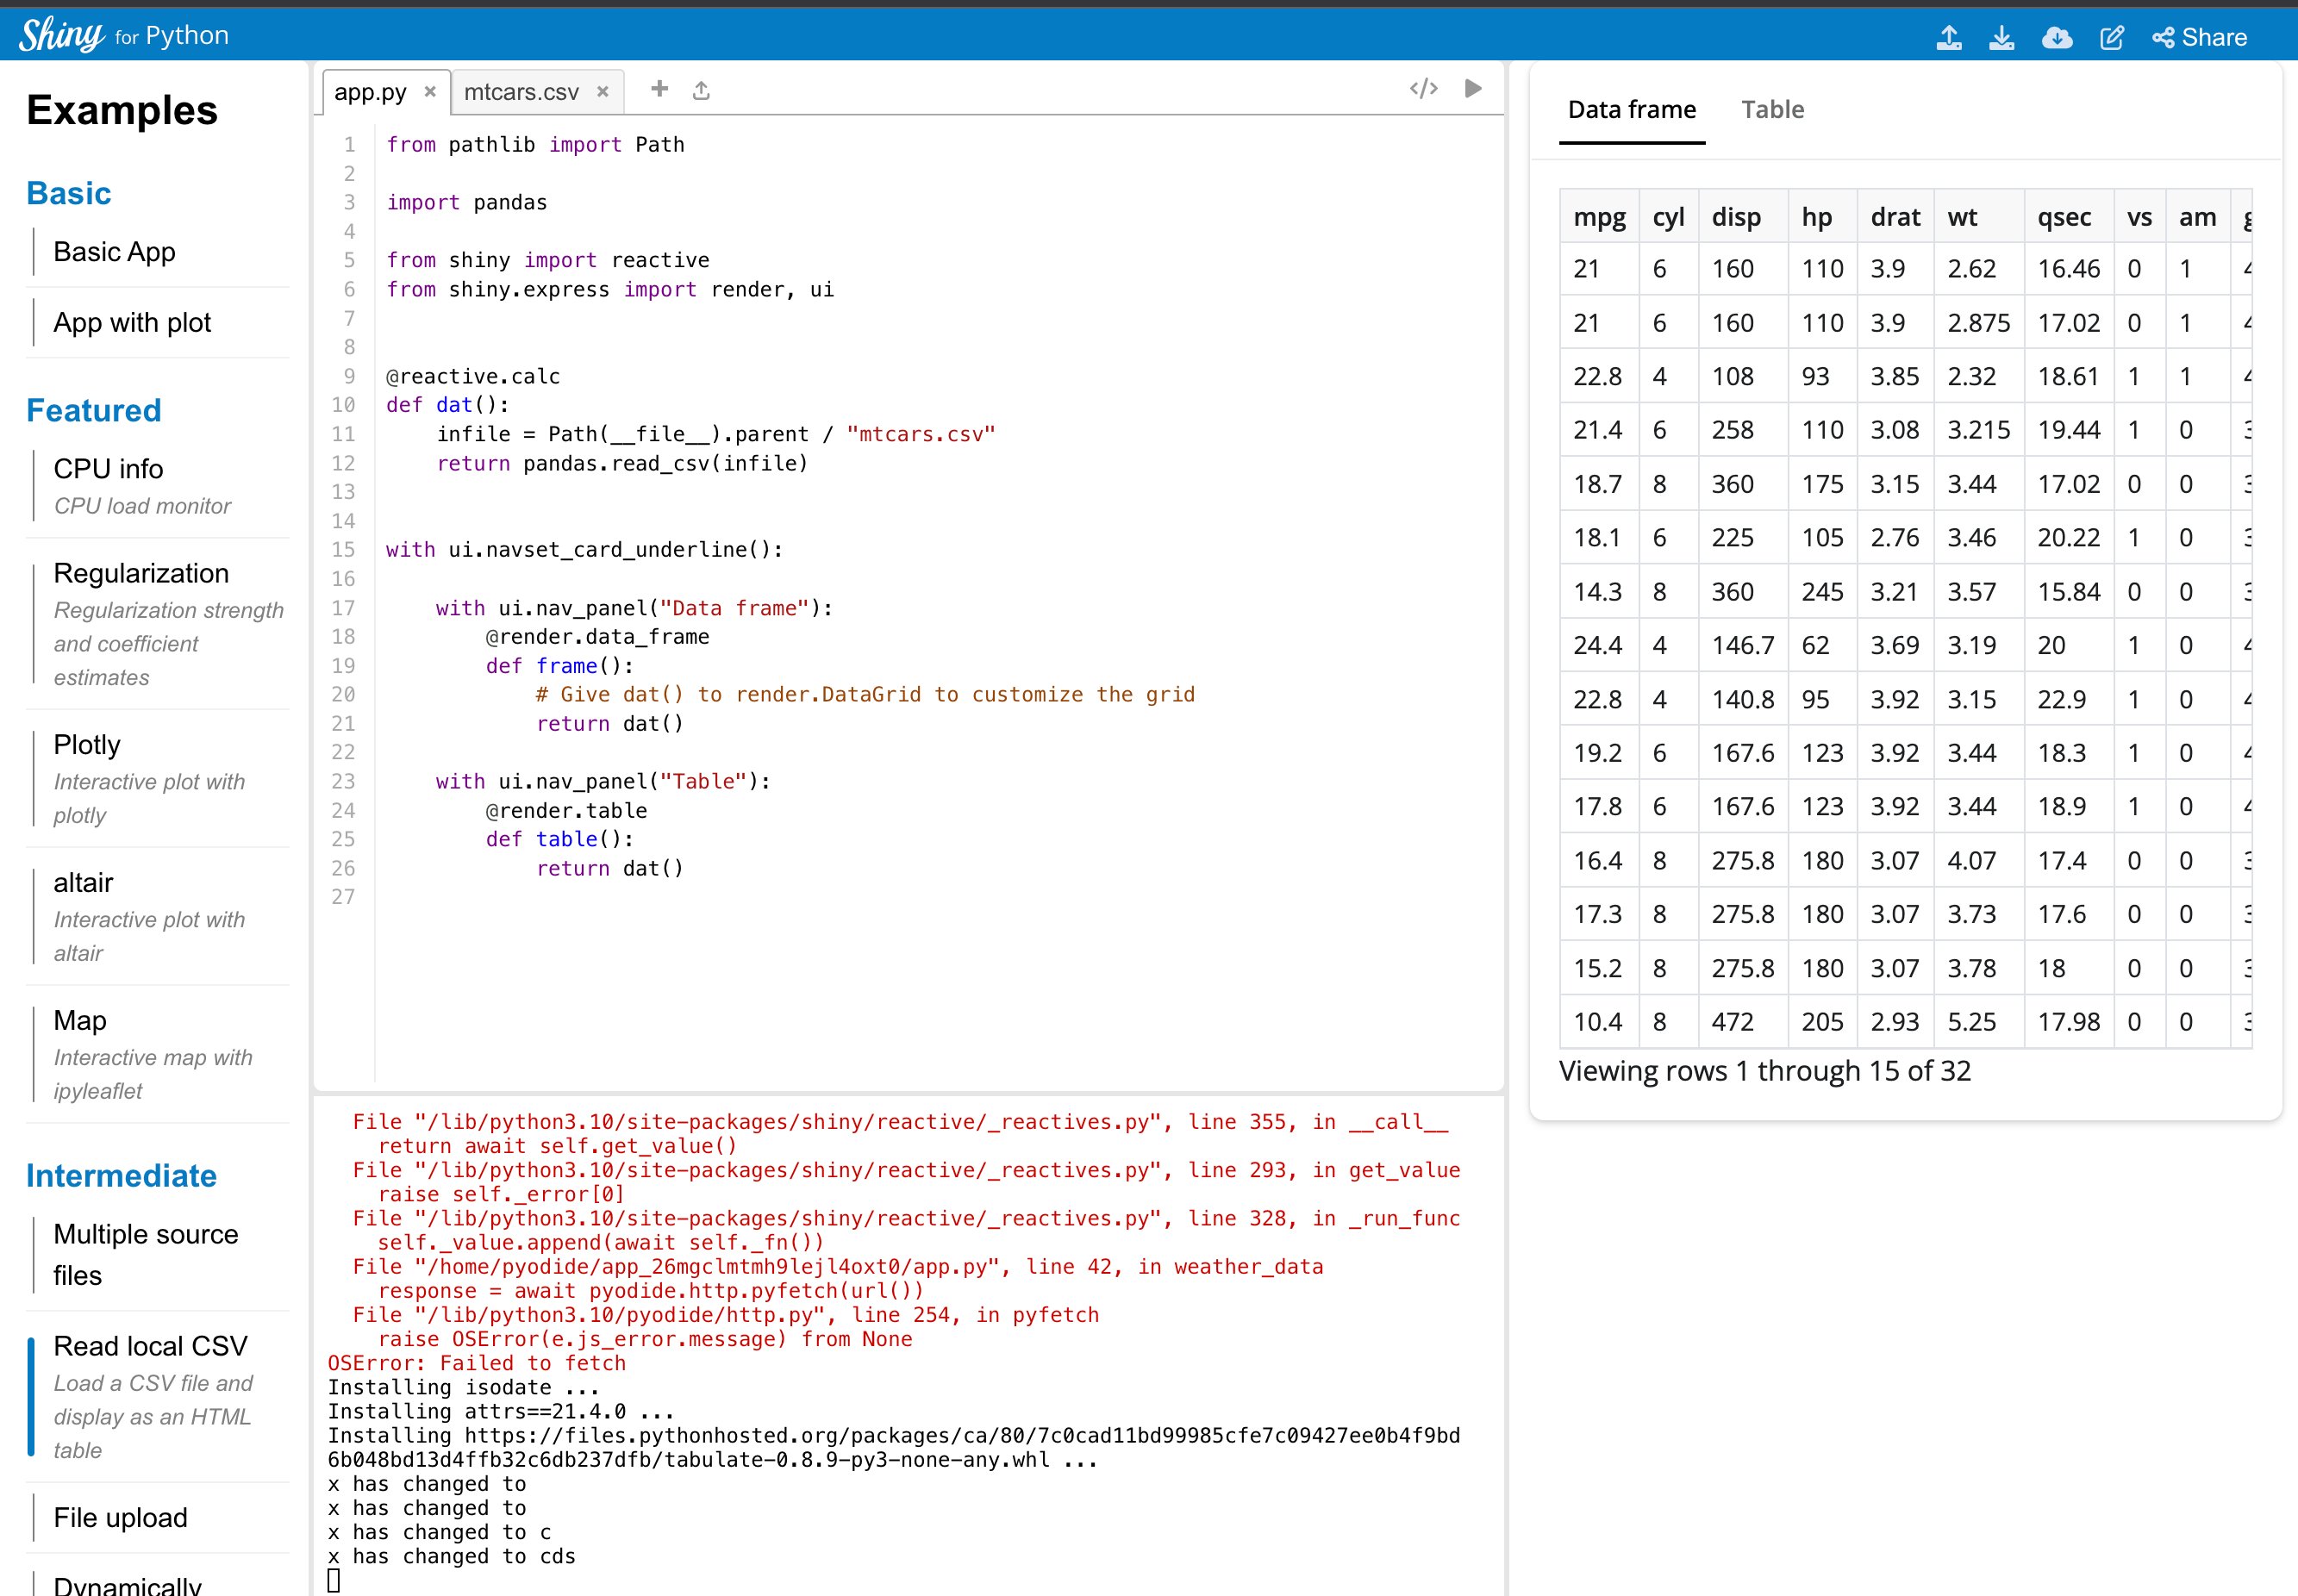 Shiny for Python
Share
Examples
Basic
Basic App
App with plot
Featured
CPU info
CPU load monitor
Regularization
Regularization strength
and coefficient
estimates
Plotly
Interactive plot with
plotly
altair
Interactive plot with
altair
Map
Interactive map with
ipyleaflet
Intermediate
Multiple source
files
Read local CSV
Load a CSV file and
display as an HTML
table
File upload
Dynamically
app.py × mtcars.csv × +
</>
1 from pathlib import Path
2
3 import pandas
4
5 from shiny import reactive
6 from shiny.express import render, ui
7
8
9 @reactive.calc
10 def dat():
11     infile = Path(__file__).parent / "mtcars.csv"
12     return pandas.read_csv(infile)
13
14
15 with ui.navset_card_underline():
16
17     with ui.nav_panel("Data frame"):
18         @render.data_frame
19         def frame():
20             # Give dat() to render.DataGrid to customize the grid
21             return dat()
22
23     with ui.nav_panel("Table"):
24         @render.table
25         def table():
26             return dat()
27
File "/lib/python3.10/site-packages/shiny/reactive/_reactives.py", line 355, in __call__
return await self.get_value()
File "/lib/python3.10/site-packages/shiny/reactive/_reactives.py", line 293, in get_value
raise self._error[0]
File "/lib/python3.10/site-packages/shiny/reactive/_reactives.py", line 328, in _run_func
self._value.append(await self._fn())
File "/home/pyodide/app_26mgclmtmh9lejl4oxt0/app.py", line 42, in weather_data
response = await pyodide.http.pyfetch(url())
File "/lib/python3.10/pyodide/http.py", line 254, in pyfetch
raise OSError(e.js_error.message) from None
OSError: Failed to fetch
Installing isodate ...
Installing attrs==21.4.0 ...
Installing https://files.pythonhosted.org/packages/ca/80/7c0cad11bd99985cfe7c09427ee0b4f9bd
6b048bd13d4ffb32c6db237dfb/tabulate-0.8.9-py3-none-any.whl ...
x has changed to
x has changed to
x has changed to c
x has changed to cds
Data frame Table
mpg cyl disp hp drat wt qsec vs am
21 6 160 110 3.9 2.62 16.46 0 1
21 6 160 110 3.9 2.875 17.02 0 1
22.8 4 108 93 3.85 2.32 18.61 1 1
21.4 6 258 110 3.08 3.215 19.44 1 0
18.7 8 360 175 3.15 3.44 17.02 0 0
18.1 6 225 105 2.76 3.46 20.22 1 0
14.3 8 360 245 3.21 3.57 15.84 0 0
24.4 4 146.7 62 3.69 3.19 20 1 0
22.8 4 140.8 95 3.92 3.15 22.9 1 0
19.2 6 167.6 123 3.92 3.44 18.3 1 0
17.8 6 167.6 123 3.92 3.44 18.9 1 0
16.4 8 275.8 180 3.07 4.07 17.4 0 0
17.3 8 275.8 180 3.07 3.73 17.6 0 0
15.2 8 275.8 180 3.07 3.78 18 0 0
10.4 8 472 205 2.93 5.25 17.98 0 0
Viewing rows 1 through 15 of 32